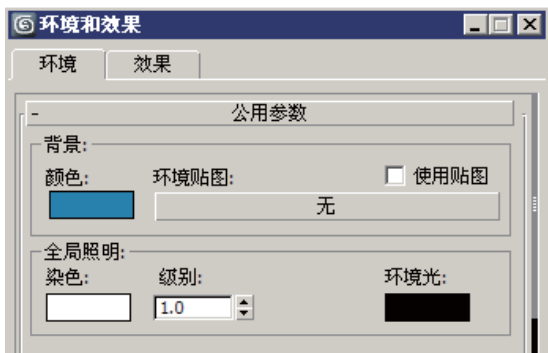 环境和效果
环境 效果
- 公用参数
背景:
颜色: 环境贴图: 使用贴图
无
全局照明:
染色: 级别: 环境光:
1.0